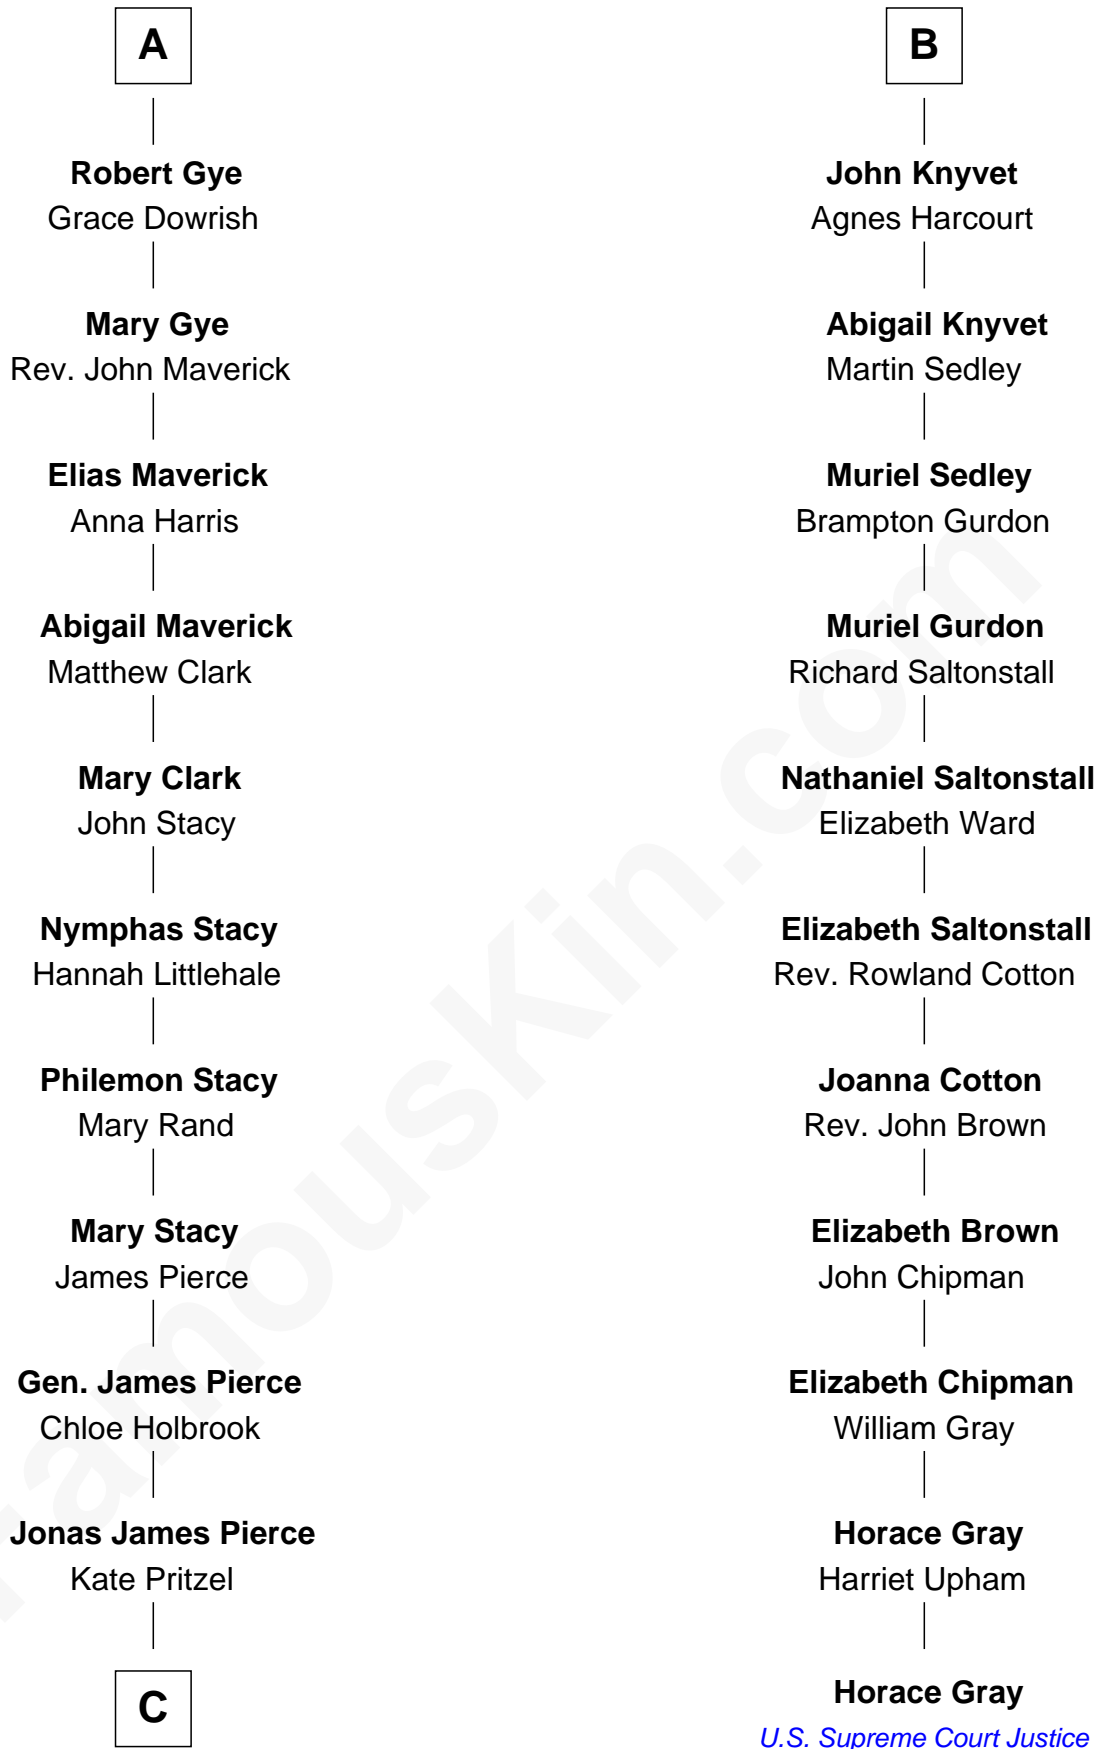 A
Robert Gye
Grace Dowrish
Mary Gye
Rev. John Maverick
Elias Maverick
Anna Harris
Abigail Maverick
Matthew Clark
Mary Clark
John Stacy
Nymphas Stacy
Hannah Littlehale
Philemon Stacy
Mary Rand
Mary Stacy
James Pierce
Gen. James Pierce
Chloe Holbrook
Jonas James Pierce
Kate Pritzel
C
B
John Knyvet
Agnes Harcourt
Abigail Knyvet
Martin Sedley
Muriel Sedley
Brampton Gurdon
Muriel Gurdon
Richard Saltonstall
Nathaniel Saltonstall
Elizabeth Ward
Elizabeth Saltonstall
Rev. Rowland Cotton
Joanna Cotton
Rev. John Brown
Elizabeth Brown
John Chipman
Elizabeth Chipman
William Gray
Horace Gray
Harriet Upham
Horace Gray
U.S. Supreme Court Justice
FamousKin.com